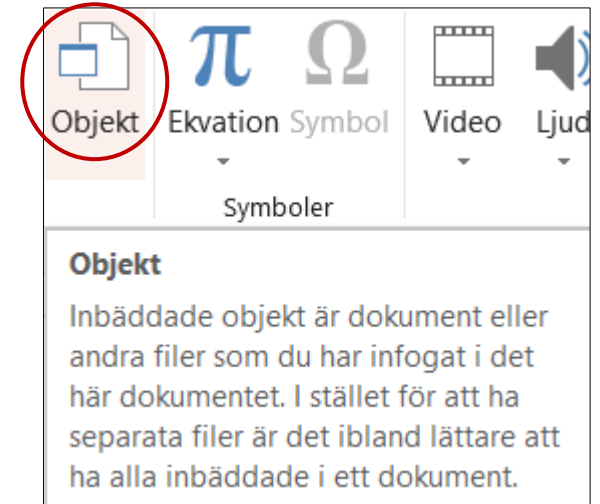 π Ω
Objekt Ekvation Symbol Video Ljud
Symboler
Objekt
Inbäddade objekt är dokument eller
andra filer som du har infogat i det
här dokumentet. I stället för att ha
separata filer är det ibland lättare att
ha alla inbäddade i ett dokument.